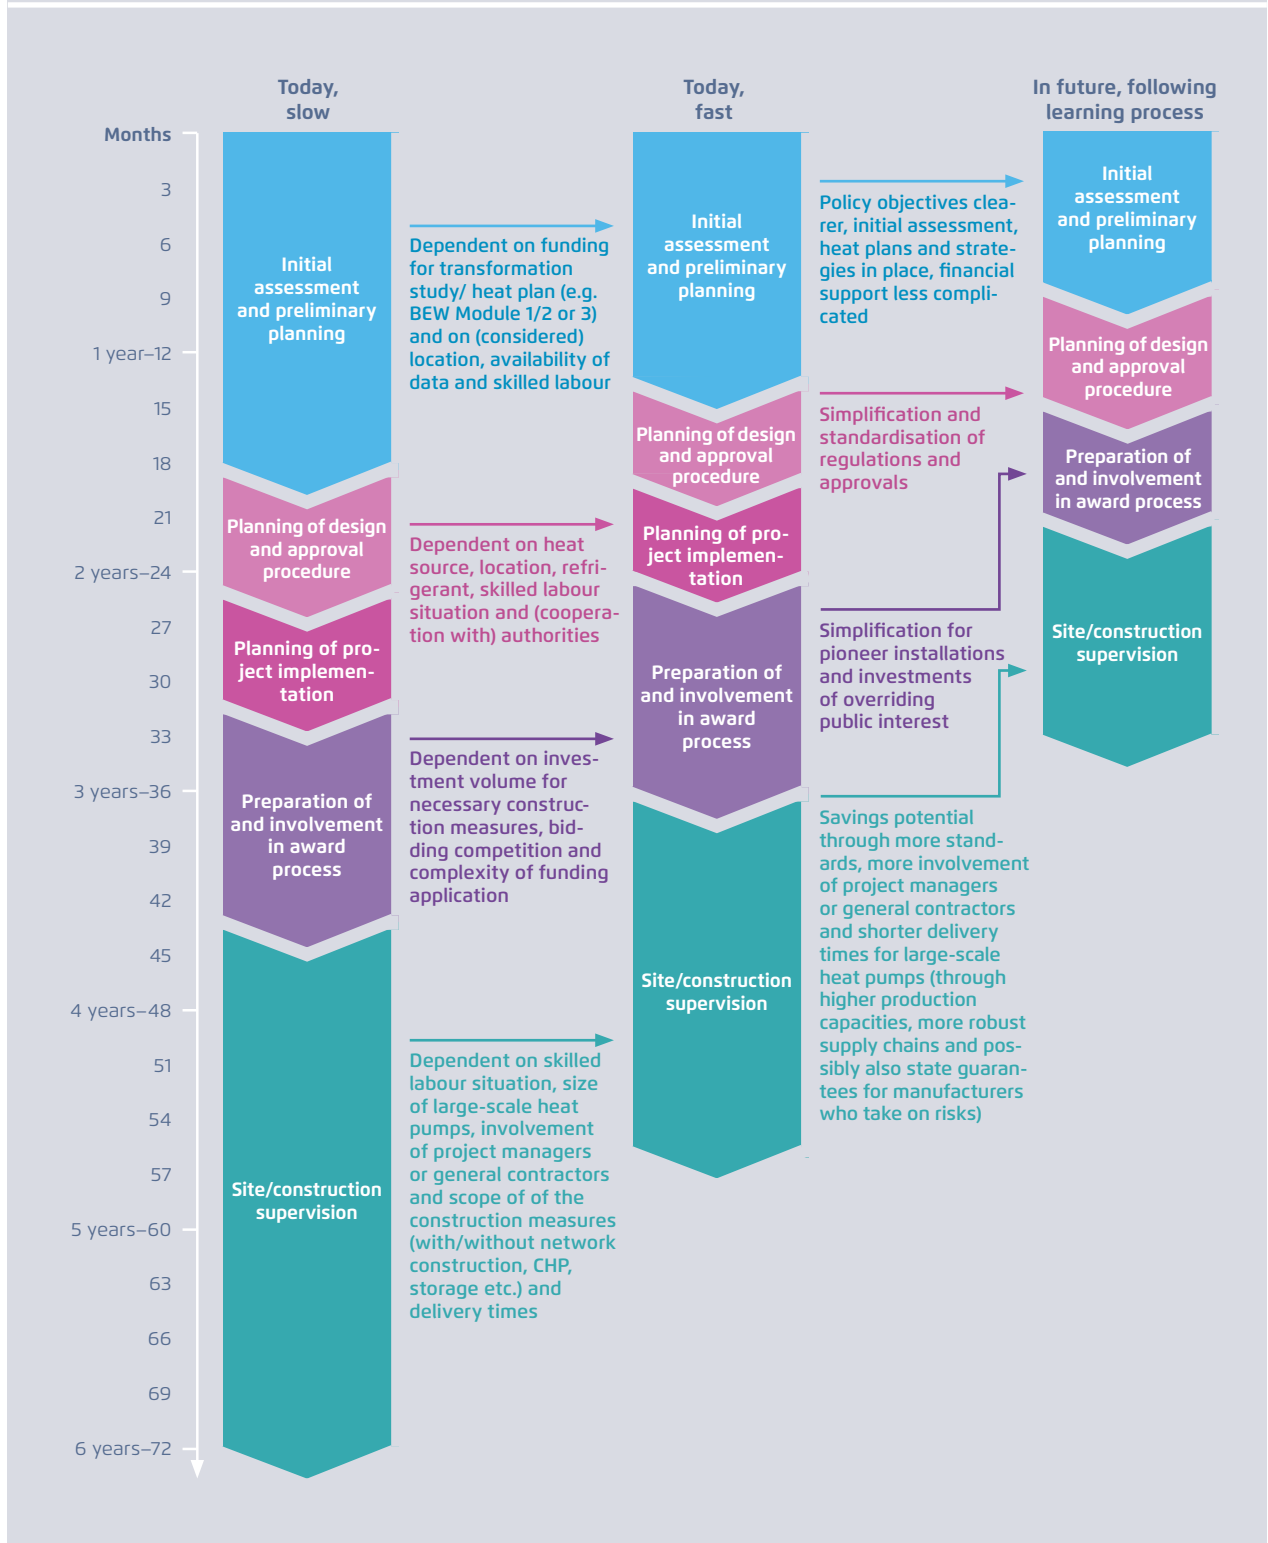 Today,
slow
Today,
fast
In future, following
learning process
Months
3
6
9
1 year–12
15
18
21
2 years–24
27
30
33
3 years–36
39
42
45
4 years–48
51
54
57
5 years–60
63
66
69
6 years–72
Initial
assessment
and preliminary
planning
Planning of design
and approval
procedure
Planning of pro-
ject implemen-
tation
Preparation of
and involvement
in award
process
Site/construction
supervision
Dependent on funding
for transformation
study/ heat plan (e.g.
BEW Module 1/2 or 3)
and on (considered)
location, availability of
data and skilled labour
Dependent on heat
source, location, refri-
gerant, skilled labour
situation and (coopera-
tion with) authorities
Dependent on inves-
tment volume for
necessary construc-
tion measures, bid-
ding competition and
complexity of funding
application
Dependent on skilled
labour situation, size
of large-scale heat
pumps, involvement
of project managers
or general contractors
and scope of of the
construction measures
(with/without network
construction, CHP,
storage etc.) and
delivery times
Initial
assessment
and preliminary
planning
Planning of design
and approval
procedure
Planning of pro-
ject implemen-
tation
Preparation of
and involvement
in award
process
Site/construction
supervision
Policy objectives clea-
rer, initial assessment,
heat plans and strate-
gies in place, financial
support less compli-
cated
Simplification and
standardisation of
regulations and
approvals
Simplification for
pioneer installations
and investments
of overriding
public interest
Savings potential
through more stand-
ards, more involvement
of project managers
or general contractors
and shorter delivery
times for large-scale
heat pumps (through
higher production
capacities, more robust
supply chains and pos-
sibly also state guaran-
tees for manufacturers
who take on risks)
Initial
assessment
and preliminary
planning
Planning of design
and approval
procedure
Preparation of
and involvement
in award process
Site/construction
supervision